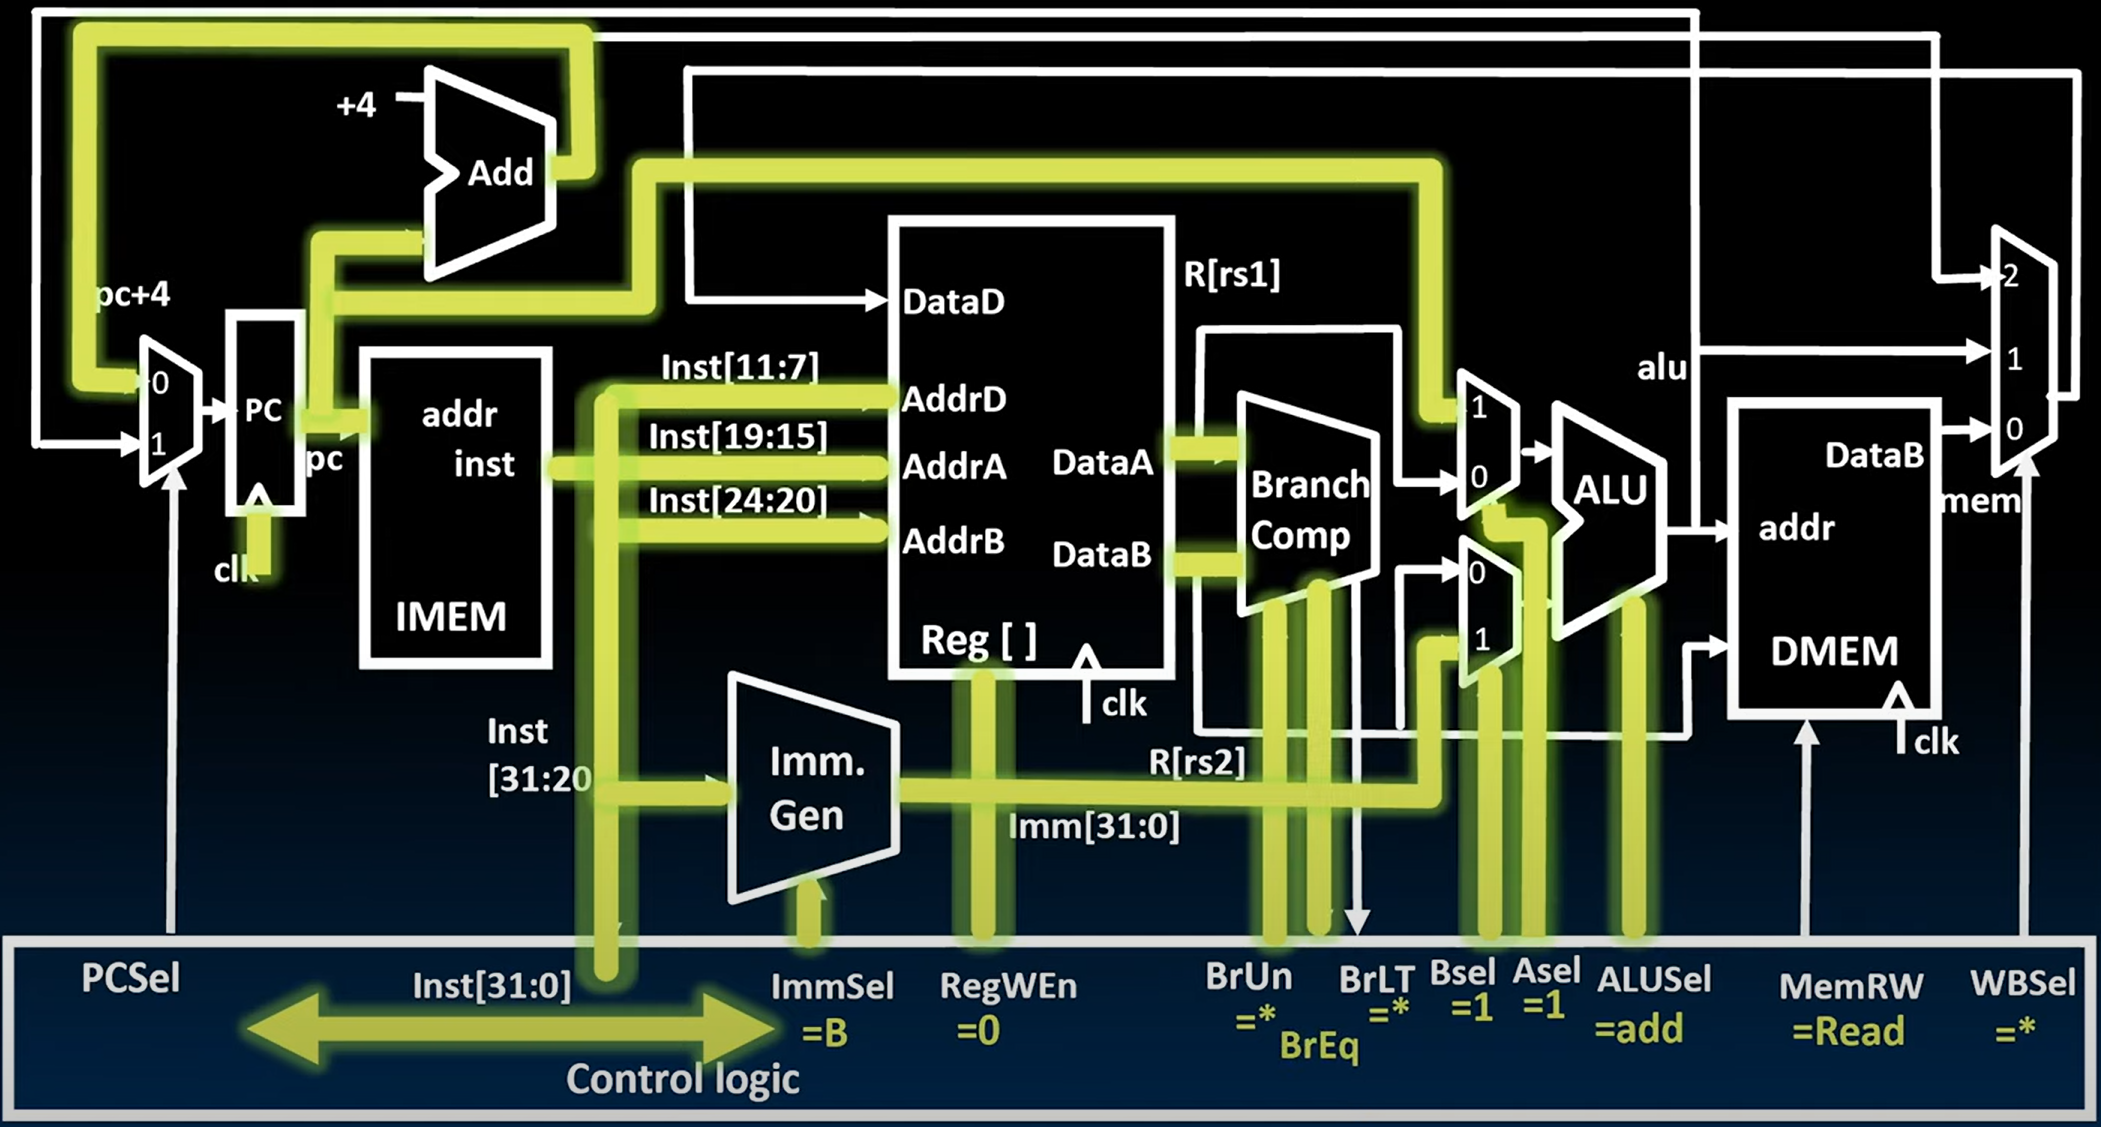 +4
Add
pc+4
0
1
PC
pc
clk
addr
inst
IMEM
Inst[11:7]
Inst[19:15]
Inst[24:20]
Inst
[31:20
DataD
AddrD
AddrA
AddrB
DataA
DataB
Reg [ ]
clk
R[rs1]
Branch
Comp
R[rs2]
Imm.
Gen
Imm[31:0]
1
0
0
1
ALU
alu
addr
DataB
DMEM
clk
mem
2
1
0
PCSel
Inst[31:0]
Control logic
ImmSel
=B
RegWEn
=0
BrUn
=*
BrEq
BrLT
=*
Bsel
=1
Asel
=1
ALUSel
=add
MemRW
=Read
WBSel
=*